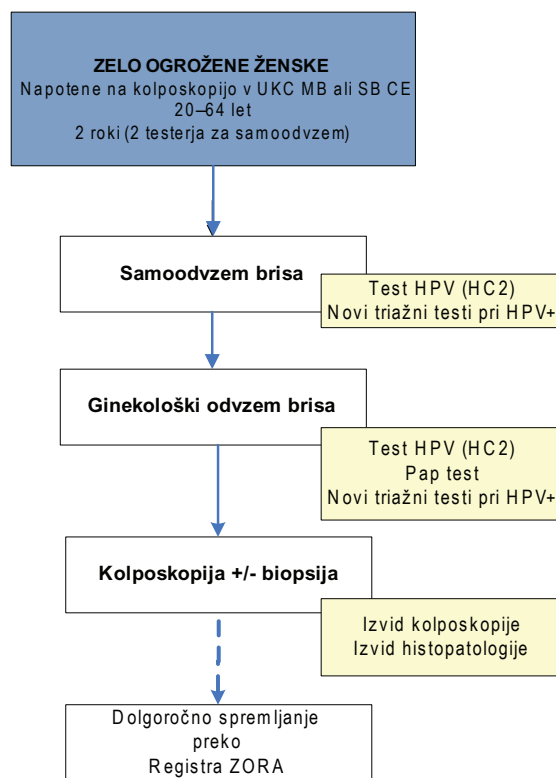 ZELO OGROŽENE ŽENSKE
Napotene na kolposkopijo v UKC MB ali SB CE
20–64 let
2 roki (2 testerja za samoodvzem)
Samoodvzem brisa
Test HPV (HC2)
Novi triažni testi pri HPV+
Ginekološki odvzem brisa
Test HPV (HC2)
Pap test
Novi triažni testi pri HPV+
Kolposkopija +/- biopsija
Izvid kolposkopije
Izvid histopatologije
Dolgoročno spremljanje
preko
Registra ZORA